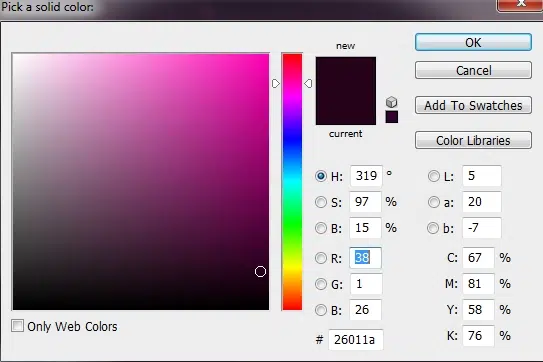 Pick a solid color:
new
current
OK
Cancel
Add To Swatches
Color Libraries
H: 319 °
S: 97 %
B: 15 %
R: 38
G: 1
B: 26
# 26011a
L: 5
a: 20
b: -7
C: 67 %
M: 81 %
Y: 58 %
K: 76 %
Only Web Colors